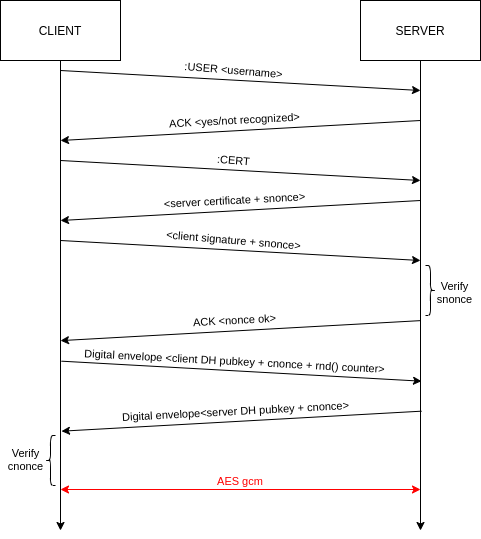 CLIENT
SERVER
:USER <username>
ACK <yes/not recognized>
:CERT
<server certificate + snonce>
<client signature + snonce>
Verify
snonce
ACK <nonce ok>
Digital envelope <client DH pubkey + cnonce + rnd() counter>
Digital envelope<server DH pubkey + cnonce>
Verify
cnonce
AES gcm